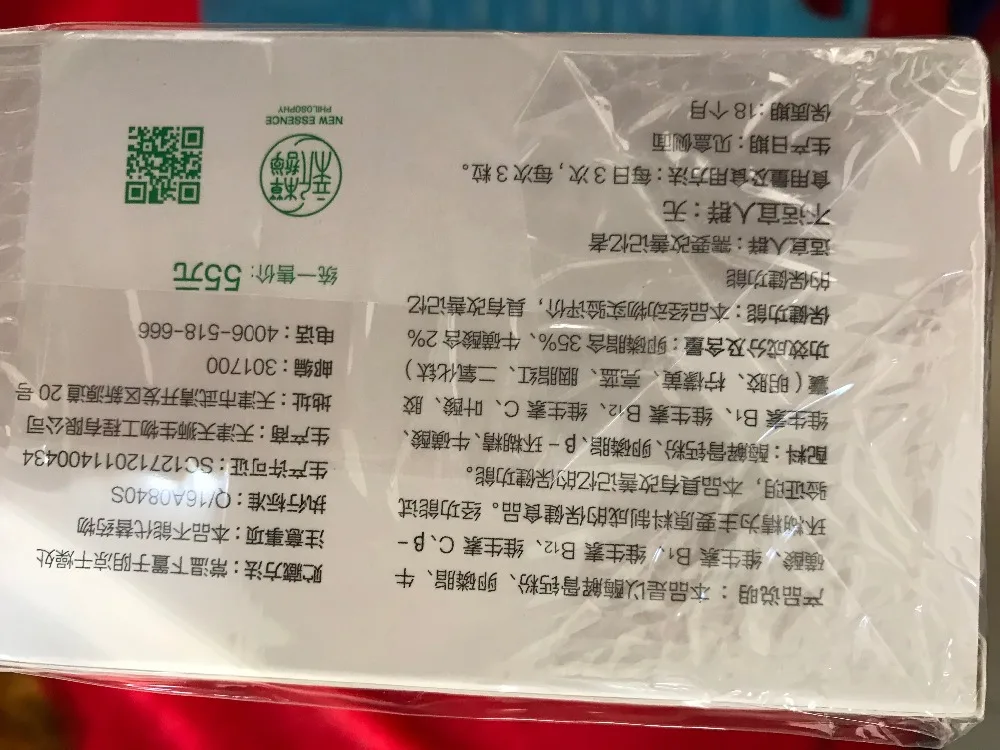 产品说明：本品是以酶解骨钙粉、卵磷脂、牛
磺酸、维生素 B₁、维生素 B₁₂、维生素 C、β－
环糊精为主要原料制成的保健食品。经功能试
验证明，本品具有改善记忆的保健功能。
配料：酶解骨钙粉、卵磷脂、β－环糊精、牛磺酸、
维生素 B₁、维生素 B₁₂、维生素 C、叶酸、胶
囊（明胶、柠檬黄、亮蓝、胭脂红、二氧化钛）
功效成分及含量：卵磷脂含 35%、牛磺酸含 2%
保健功能：本品经动物实验评价，具有改善记忆
的保健功能
适宜人群：需要改善记忆者
不适宜人群：无
食用量及食用方法：每日 3 次，每次 3 粒。
生产日期：见盒侧面
保质期：18 个月
贮藏方法：常温下置于阴凉干燥处
注意事项：本品不能代替药物
执行标准：Q/16A0840S
生产许可证：SC12712011400434
生产商：天津天狮生物工程有限公司
地址：天津市武清开发区新源道 20 号
邮编：301700
电话：4006-518-666
统一售价：55元
NEW ESSENCE
PHILOSOPHY